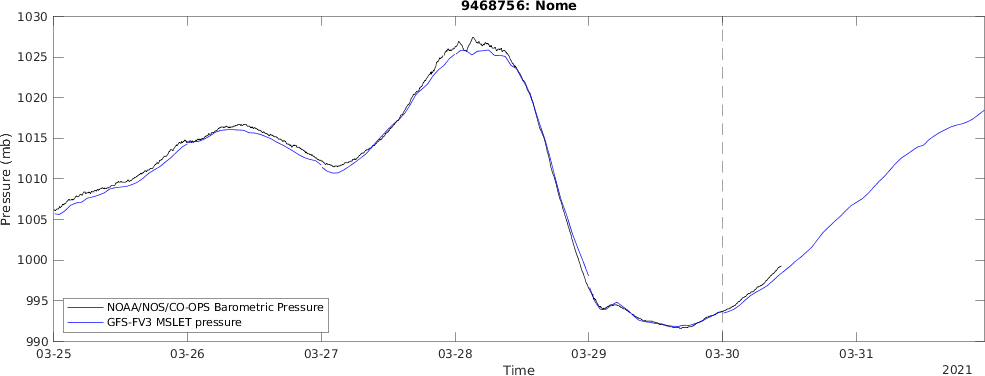 9468756: Nome
1030
1025
1020
1015
1010
1005
1000
995
990
Pressure (mb)
NOAA/NOS/CO-OPS Barometric Pressure
GFS-FV3 MSLET pressure
03-25 03-26 03-27 03-28 03-29 03-30 03-31
Time
2021